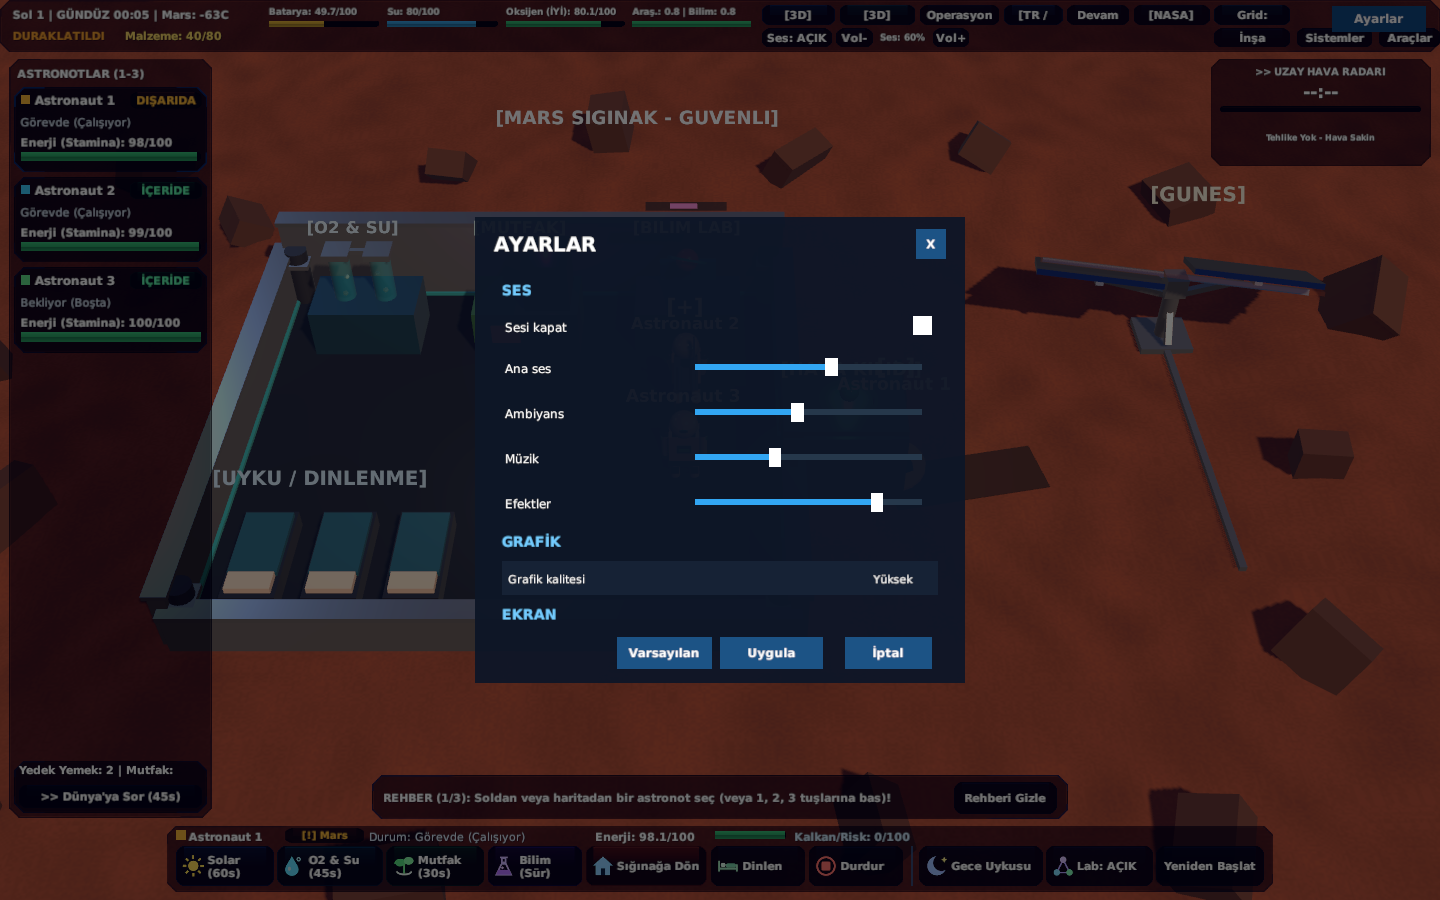 Sol 1 | GÜNDÜZ 00:05 | Mars: -63C
DURAKLATILDI Malzeme: 40/80
Batarya: 49.7/100
Su: 80/100
Oksijen (İYİ): 80.1/100
Araş.: 0.8 | Bilim: 0.8
[3D]
[3D]
Operasyon
[TR /
Devam
[NASA]
Grid:
Ayarlar
Ses: AÇIK
Vol-
Ses: 60%
Vol+
İnşa
Sistemler
Araçlar
ASTRONOTLAR (1-3)
Astronaut 1 DIŞARIDA
Görevde (Çalışıyor)
Enerji (Stamina): 98/100
Astronaut 2 İÇERİDE
Görevde (Çalışıyor)
Enerji (Stamina): 99/100
Astronaut 3 İÇERİDE
Bekliyor (Boşta)
Enerji (Stamina): 100/100
>> UZAY HAVA RADARI
--:--
Tehlike Yok - Hava Sakin
[MARS SIGINAK - GUVENLI]
[GUNES]
[O2 & SU]
[MUTFAK]
[BILIM LAB]
[+]
Astronaut 2
Astronaut 1
Astronaut 3
[UYKU / DINLENME]
AYARLAR
X
SES
Sesi kapat
Ana ses
Ambiyans
Müzik
Efektler
GRAFİK
Grafik kalitesi Yüksek
EKRAN
Varsayılan
Uygula
İptal
Yedek Yemek: 2 | Mutfak:
>> Dünya'ya Sor (45s)
REHBER (1/3): Soldan veya haritadan bir astronot seç (veya 1, 2, 3 tuşlarına bas)!
Rehberi Gizle
Astronaut 1
[!] Mars
Durum: Görevde (Çalışıyor)
Enerji: 98.1/100
Kalkan/Risk: 0/100
Solar
(60s)
O2 & Su
(45s)
Mutfak
(30s)
Bilim
(Sür)
Sığınağa Dön
Dinlen
Durdur
Gece Uykusu
Lab: AÇIK
Yeniden Başlat